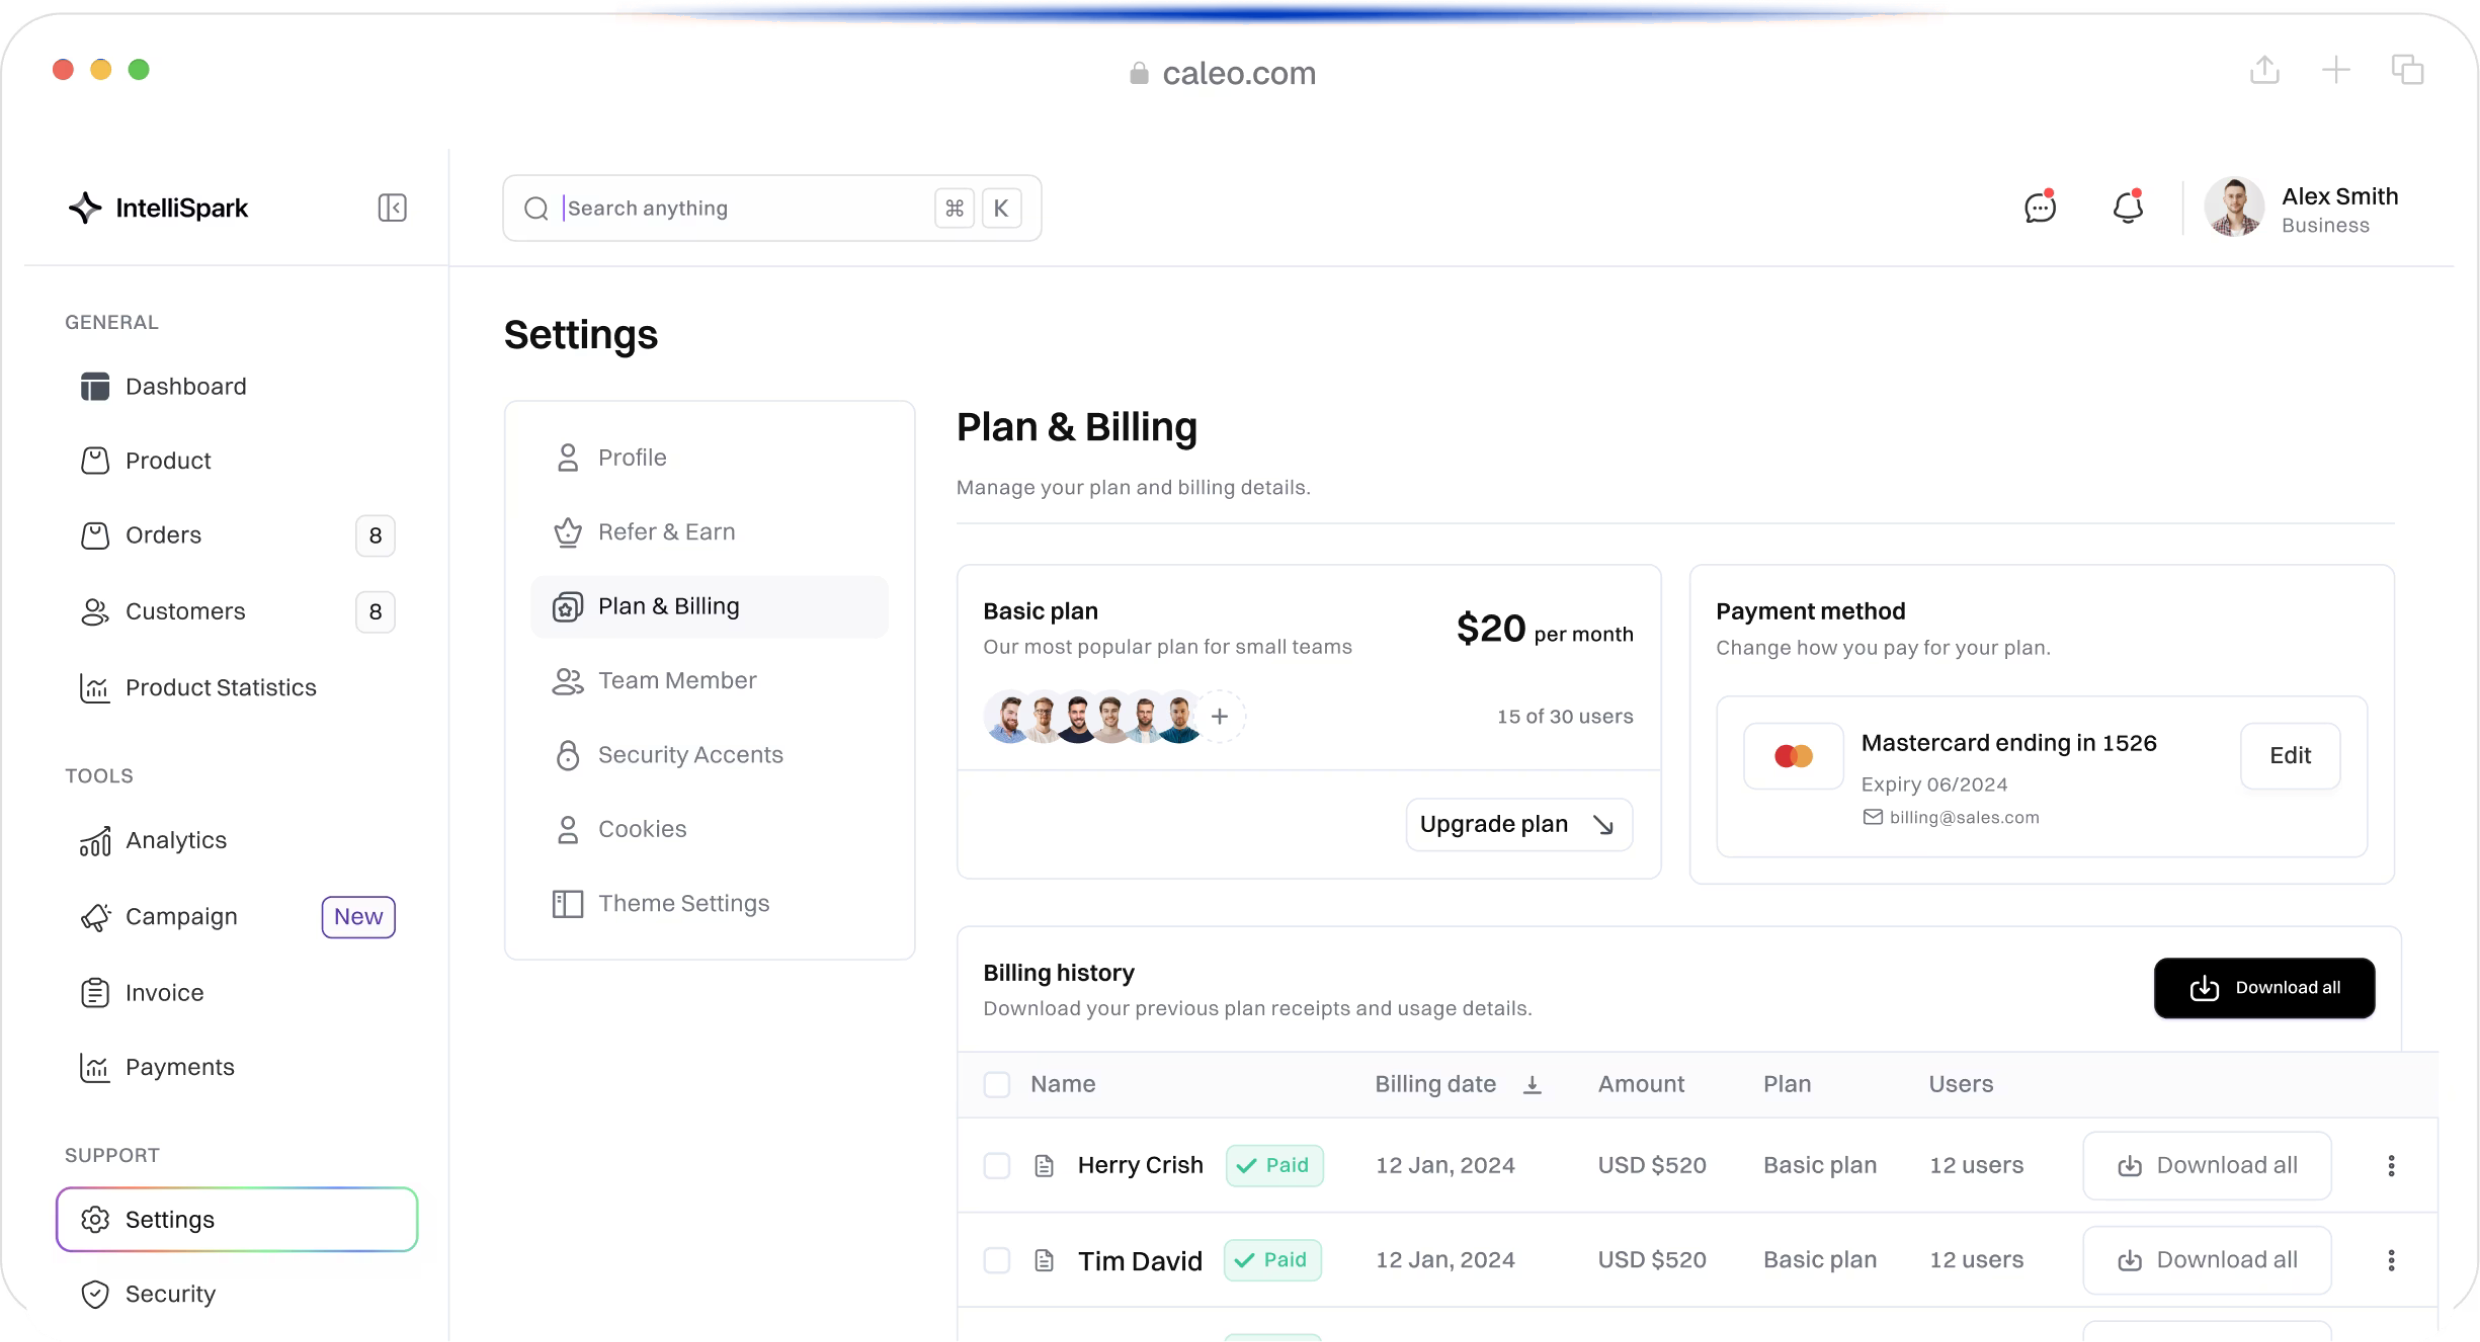 caleo.com
IntelliSpark
Search anything ⌘ K
Alex Smith
Business
GENERAL
Dashboard
Product
Orders 8
Customers 8
Product Statistics
TOOLS
Analytics
Campaign New
Invoice
Payments
SUPPORT
Settings
Security
Settings
Profile
Refer & Earn
Plan & Billing
Team Member
Security Accents
Cookies
Theme Settings
Plan & Billing
Manage your plan and billing details.
Basic plan
Our most popular plan for small teams
$20 per month
15 of 30 users
Upgrade plan
Payment method
Change how you pay for your plan.
Mastercard ending in 1526
Expiry 06/2024
billing@sales.com
Edit
Billing history
Download your previous plan receipts and usage details.
Download all
Name Billing date Amount Plan Users
Herry Crish Paid 12 Jan, 2024 USD $520 Basic plan 12 users Download all
Tim David Paid 12 Jan, 2024 USD $520 Basic plan 12 users Download all